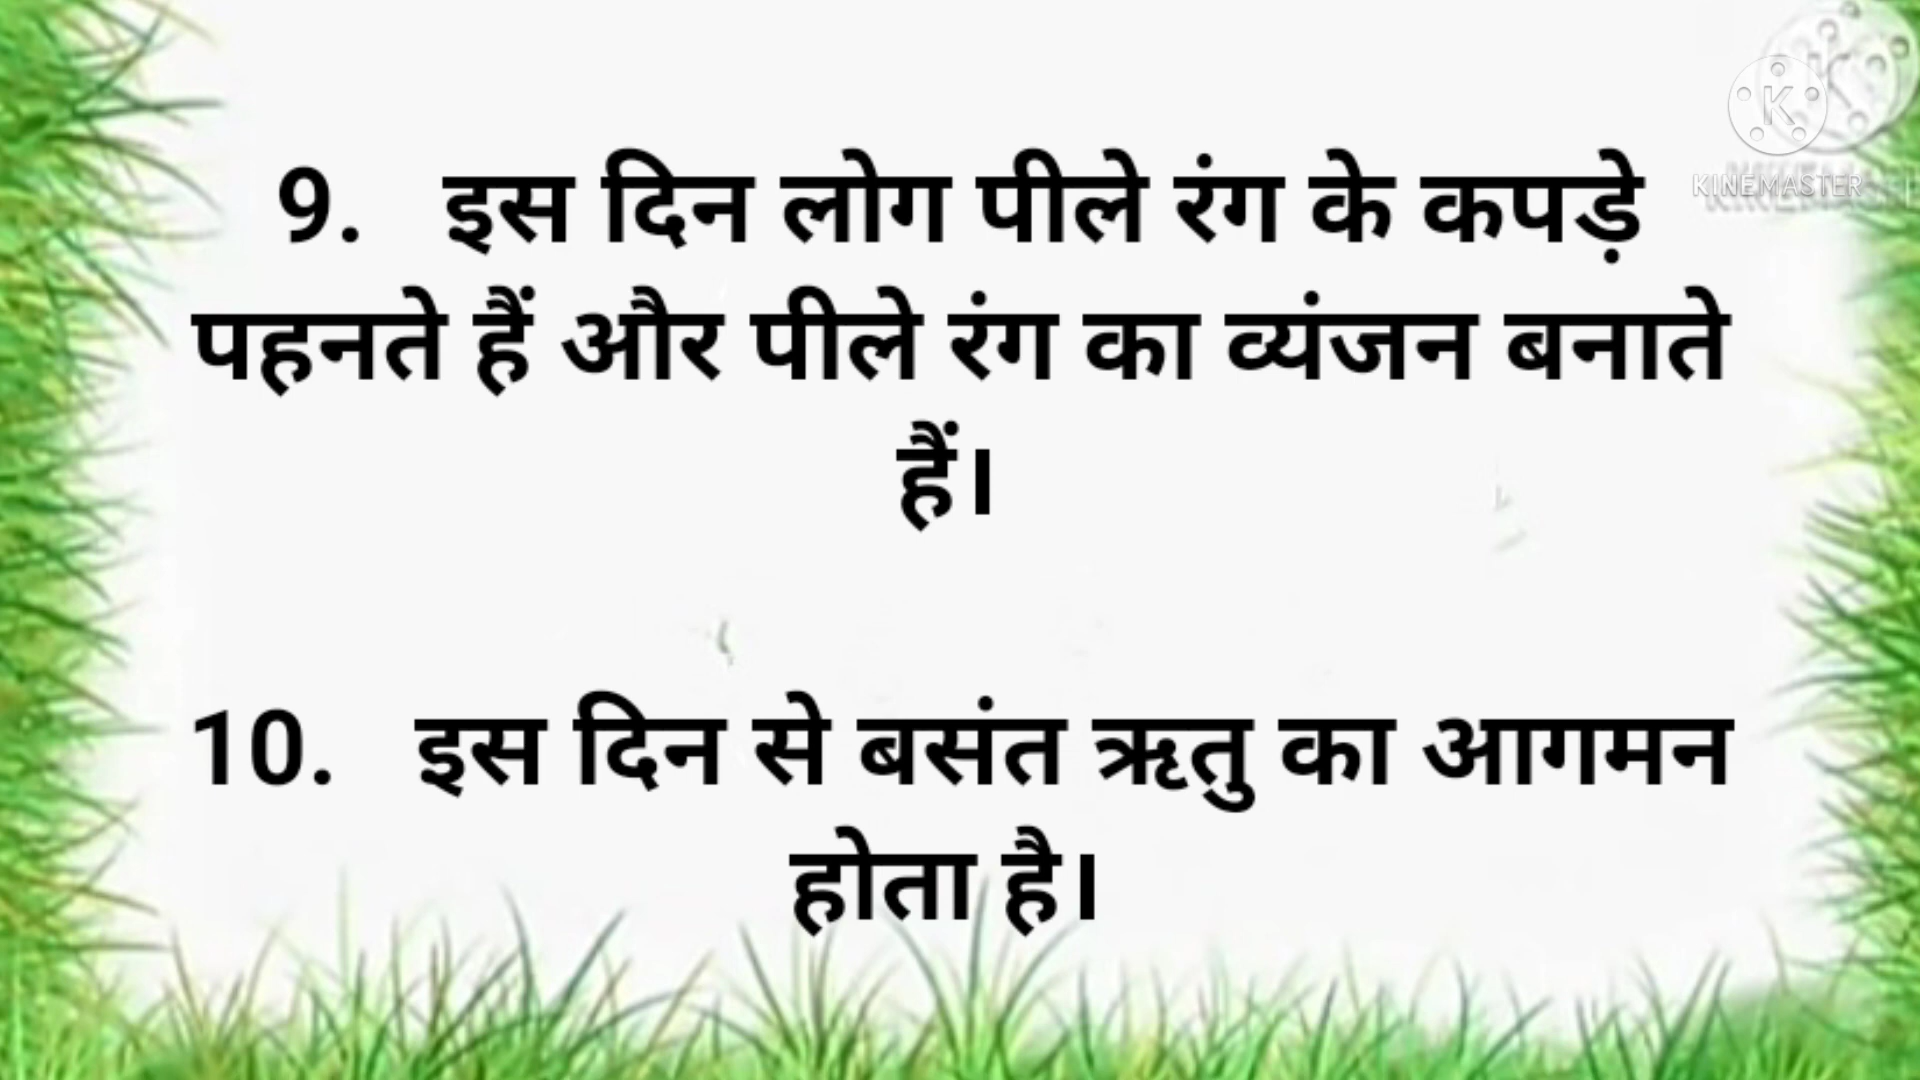 KINEMASTER
9. इस दिन लोग पीले रंग के कपड़े
पहनते हैं और पीले रंग का व्यंजन बनाते
हैं।
10. इस दिन से बसंत ऋतु का आगमन
होता है।